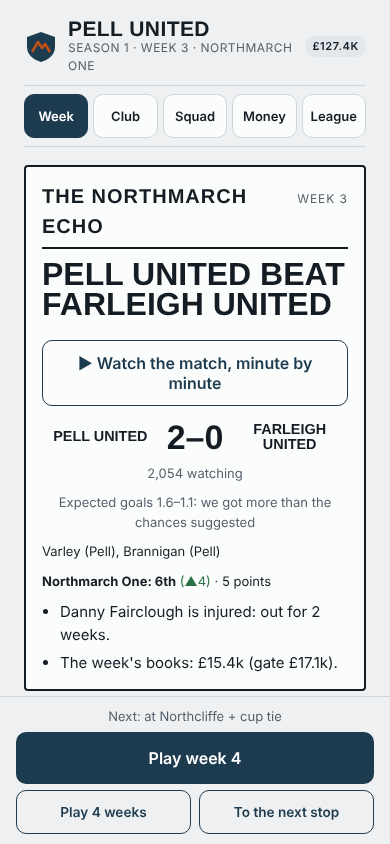 PELL UNITED
SEASON 1 · WEEK 3 · NORTHMARCH
ONE
£127.4K
Week
Club
Squad
Money
League
THE NORTHMARCH
ECHO
WEEK 3
PELL UNITED BEAT
FARLEIGH UNITED
▶ Watch the match, minute by
minute
PELL UNITED 2–0 FARLEIGH
UNITED
2,054 watching
Expected goals 1.6–1.1: we got more than the
chances suggested
Varley (Pell), Brannigan (Pell)
Northmarch One: 6th (▲4) · 5 points
• Danny Fairclough is injured: out for 2
weeks.
• The week's books: £15.4k (gate £17.1k).
Next: at Northcliffe + cup tie
Play week 4
Play 4 weeks
To the next stop